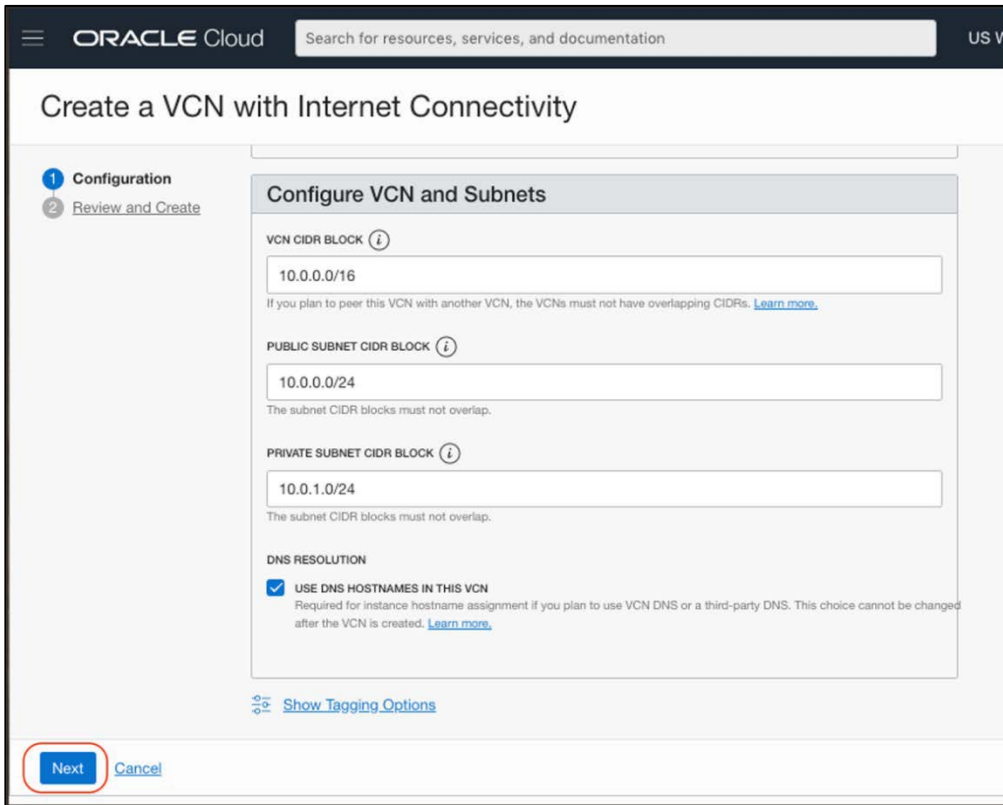 ORACLE Cloud
Search for resources, services, and documentation
US W
Create a VCN with Internet Connectivity
1 Configuration
2 Review and Create
Configure VCN and Subnets
VCN CIDR BLOCK i
10.0.0.0/16
If you plan to peer this VCN with another VCN, the VCNs must not have overlapping CIDRs. Learn more.
PUBLIC SUBNET CIDR BLOCK i
10.0.0.0/24
The subnet CIDR blocks must not overlap.
PRIVATE SUBNET CIDR BLOCK i
10.0.1.0/24
The subnet CIDR blocks must not overlap.
DNS RESOLUTION
USE DNS HOSTNAMES IN THIS VCN
Required for instance hostname assignment if you plan to use VCN DNS or a third-party DNS. This choice cannot be changed
after the VCN is created. Learn more.
Show Tagging Options
Next Cancel